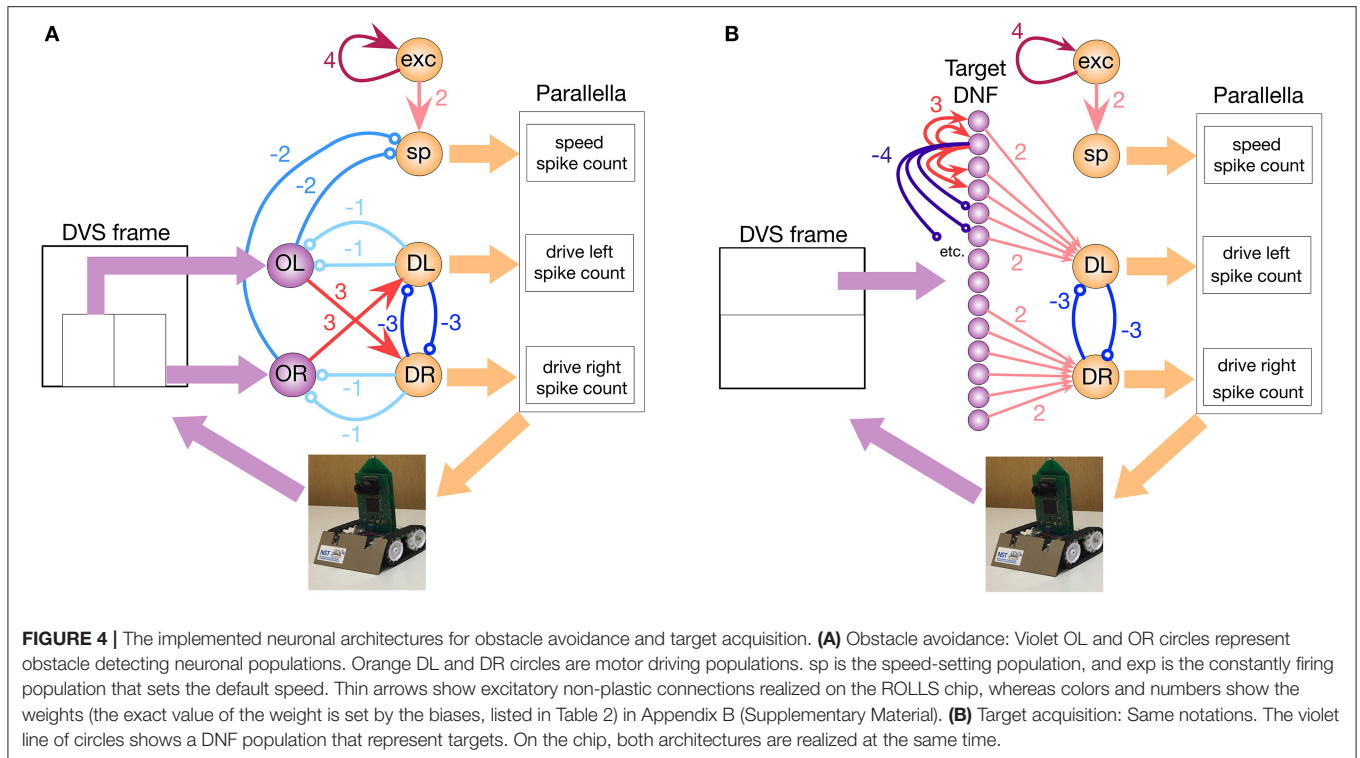 A
4
exc
2
Parallella
sp
speed
spike count
-2
-2
-1
-1
DVS frame
OL
DL
drive left
spike count
3
3
-3
-3
OR
DR
drive right
spike count
-1
-1
NST
B
4
exc
Target
DNF
2
Parallella
3
sp
speed
spike count
-4
2
DVS frame
etc.
2
DL
drive left
spike count
-3
-3
2
DR
drive right
spike count
2
NST
FIGURE 4 | The implemented neuronal architectures for obstacle avoidance and target acquisition. (A) Obstacle avoidance: Violet OL and OR circles represent
obstacle detecting neuronal populations. Orange DL and DR circles are motor driving populations. sp is the speed-setting population, and exp is the constantly firing
population that sets the default speed. Thin arrows show excitatory non-plastic connections realized on the ROLLS chip, whereas colors and numbers show the
weights (the exact value of the weight is set by the biases, listed in Table 2) in Appendix B (Supplementary Material). (B) Target acquisition: Same notations. The violet
line of circles shows a DNF population that represent targets. On the chip, both architectures are realized at the same time.